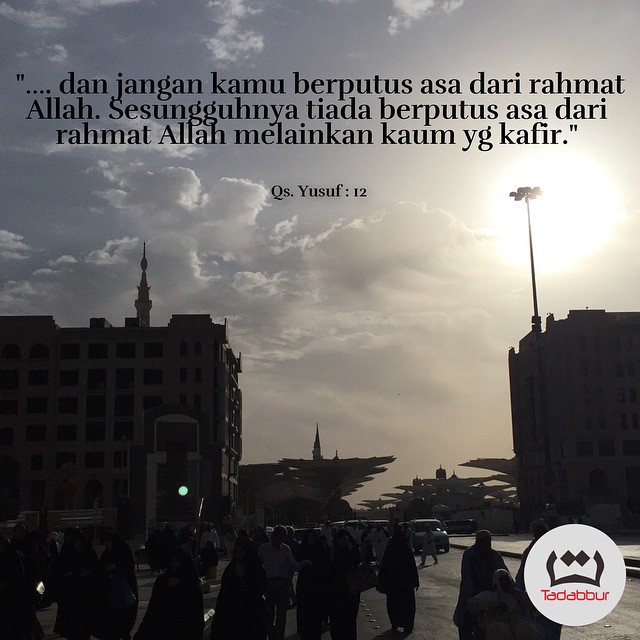 ".... dan jangan kamu berputus asa dari rahmat
Allah. Sesungguhnya tiada berputus asa dari
rahmat Allah melainkan kaum yg kafir."
Qs. Yusuf : 12
Tadabbur